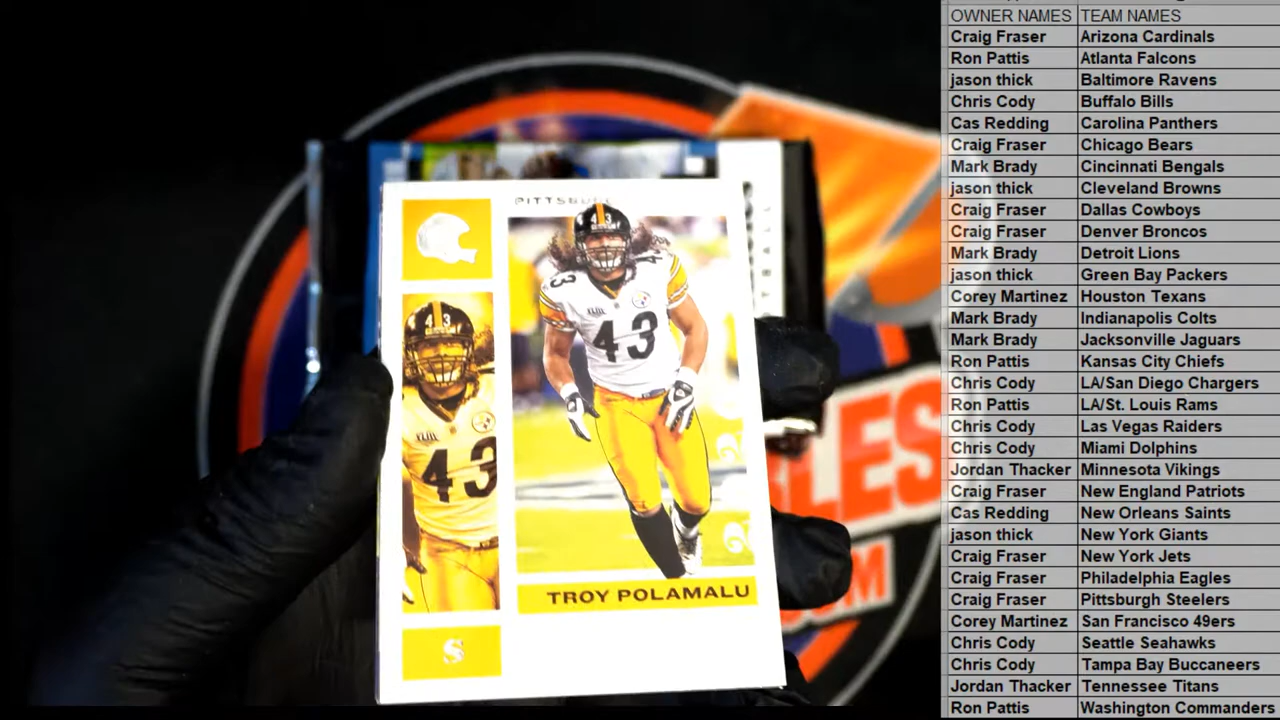 OWNER NAMES TEAM NAMES
Craig Fraser Arizona Cardinals
Ron Pattis Atlanta Falcons
jason thick Baltimore Ravens
Chris Cody Buffalo Bills
Cas Redding Carolina Panthers
Craig Fraser Chicago Bears
Mark Brady Cincinnati Bengals
jason thick Cleveland Browns
Craig Fraser Dallas Cowboys
Craig Fraser Denver Broncos
Mark Brady Detroit Lions
jason thick Green Bay Packers
Corey Martinez Houston Texans
Mark Brady Indianapolis Colts
Mark Brady Jacksonville Jaguars
Ron Pattis Kansas City Chiefs
Chris Cody LA/San Diego Chargers
Ron Pattis LA/St. Louis Rams
Chris Cody Las Vegas Raiders
Chris Cody Miami Dolphins
Jordan Thacker Minnesota Vikings
Craig Fraser New England Patriots
Cas Redding New Orleans Saints
jason thick New York Giants
Craig Fraser New York Jets
Craig Fraser Philadelphia Eagles
Craig Fraser Pittsburgh Steelers
Corey Martinez San Francisco 49ers
Chris Cody Seattle Seahawks
Chris Cody Tampa Bay Buccaneers
Jordan Thacker Tennessee Titans
Ron Pattis Washington Commanders
43
43
43
43
43
TROY POLAMALU
S